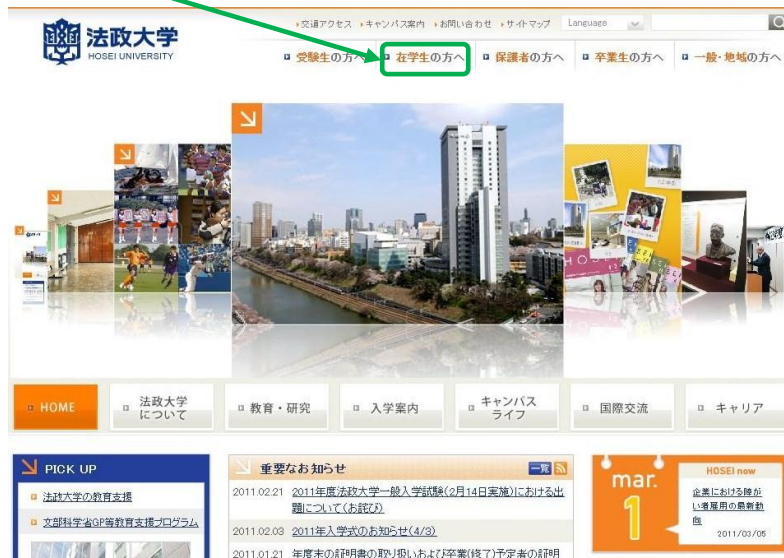 交通アクセス キャンパス案内 お問い合わせ サイトマップ Language
法政大学
HOSEI UNIVERSITY
受験生の方へ 在学生の方へ 保護者の方へ 卒業生の方へ 一般・地域の方へ
HOME
法政大学
について
教育・研究
入学案内
キャンパス
ライフ
国際交流
キャリア
PICK UP
法政大学の教育支援
文部科学省GP等教育支援プログラム
重要なお知らせ 一覧
2011.02.21 2011年度法政大学一般入学試験(2月14日実施)における出
題について(お詫び)
2011.02.03 2011年入学式のお知らせ(4/3)
2011.01.21 年度末の証明書の取り扱いおよび卒業(修了)予定者の証明
mar.
1
HOSEI now
企業における障が
い者雇用の最新動
向
2011/03/05